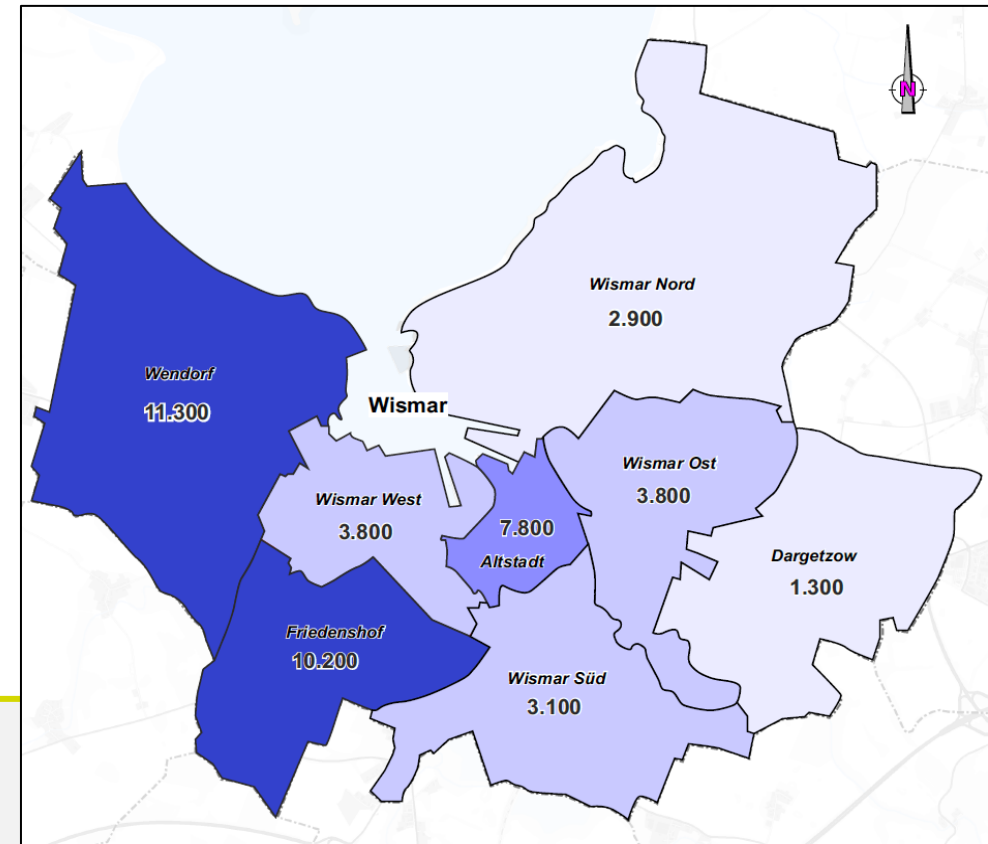 N
Wismar Nord
2.900
Wendorf
11.300
Wismar
Wismar Ost
3.800
Wismar West
3.800
7.800
Altstadt
Dargetzow
1.300
Friedenshof
10.200
Wismar Süd
3.100